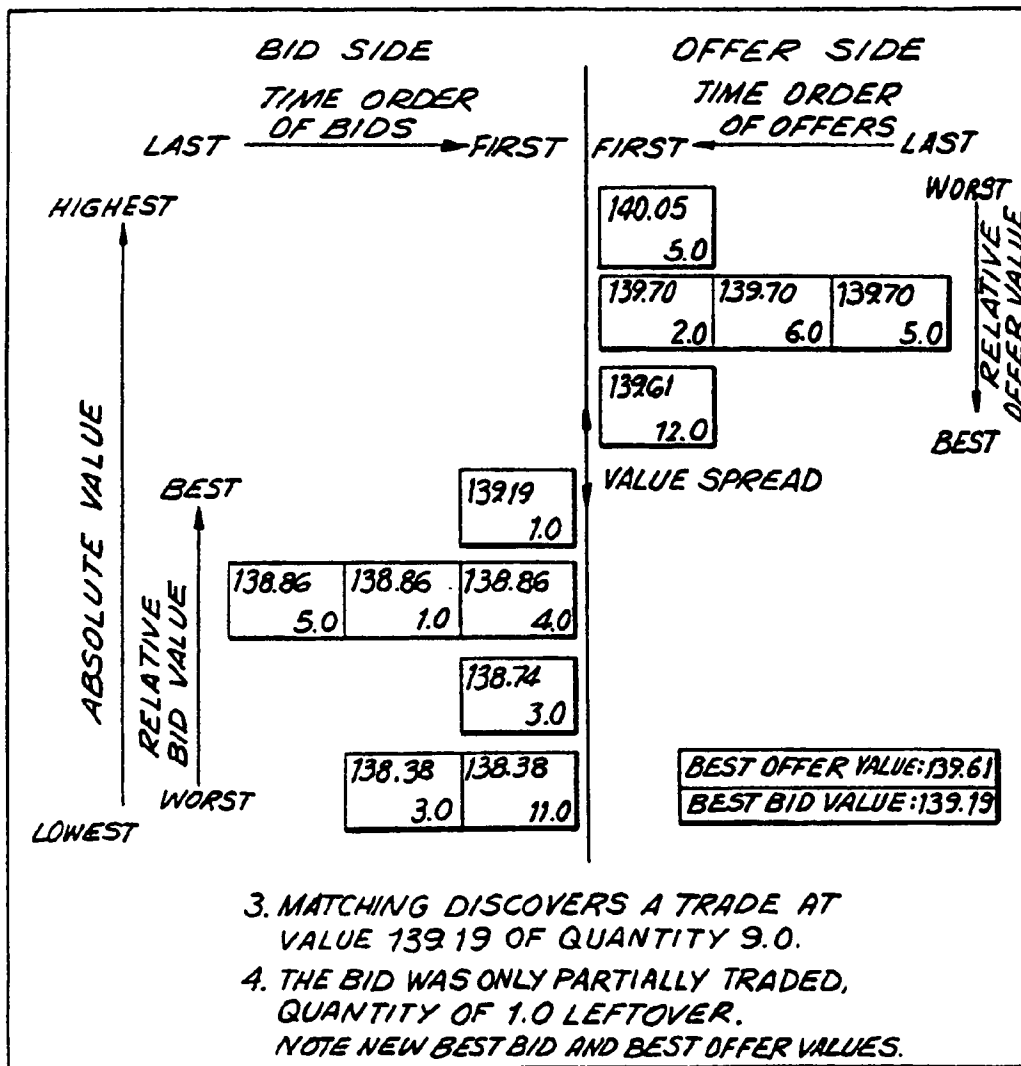 BID SIDE
OFFER SIDE
TIME ORDER
OF BIDS
TIME ORDER
OF OFFERS
LAST
FIRST
FIRST
LAST
HIGHEST
WORST
140.05
5.0
RELATIVE
OFFER VALUE
139.70
139.70
139.70
2.0
6.0
5.0
139.61
12.0
BEST
ABSOLUTE VALUE
BEST
VALUE SPREAD
139.19
1.0
RELATIVE
BID VALUE
138.86
138.86
138.86
5.0
1.0
4.0
138.74
3.0
138.38
138.38
3.0
11.0
WORST
LOWEST
BEST OFFER VALUE:139.61
BEST BID VALUE:139.19
3. MATCHING DISCOVERS A TRADE AT
VALUE 139.19 OF QUANTITY 9.0.
4. THE BID WAS ONLY PARTIALLY TRADED,
QUANTITY OF 1.0 LEFTOVER.
NOTE NEW BEST BID AND BEST OFFER VALUES.